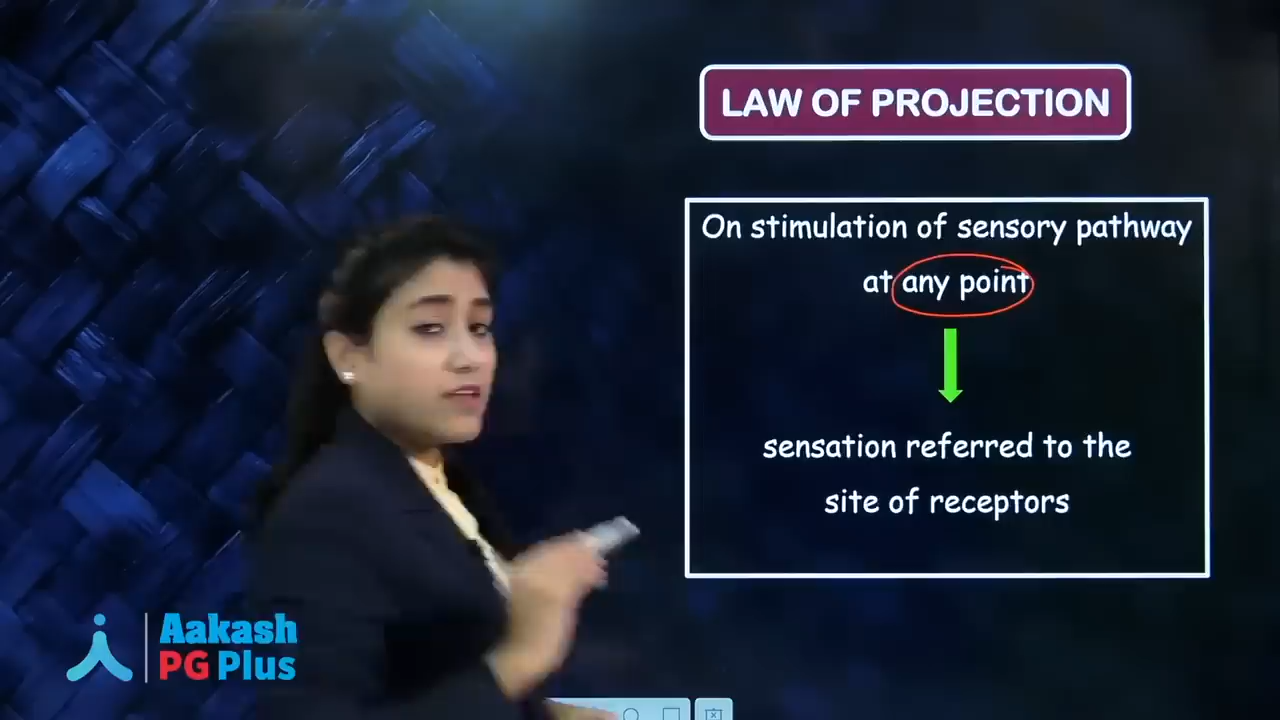 LAW OF PROJECTION
On stimulation of sensory pathway
at any point
sensation referred to the
site of receptors
Aakash
PG Plus